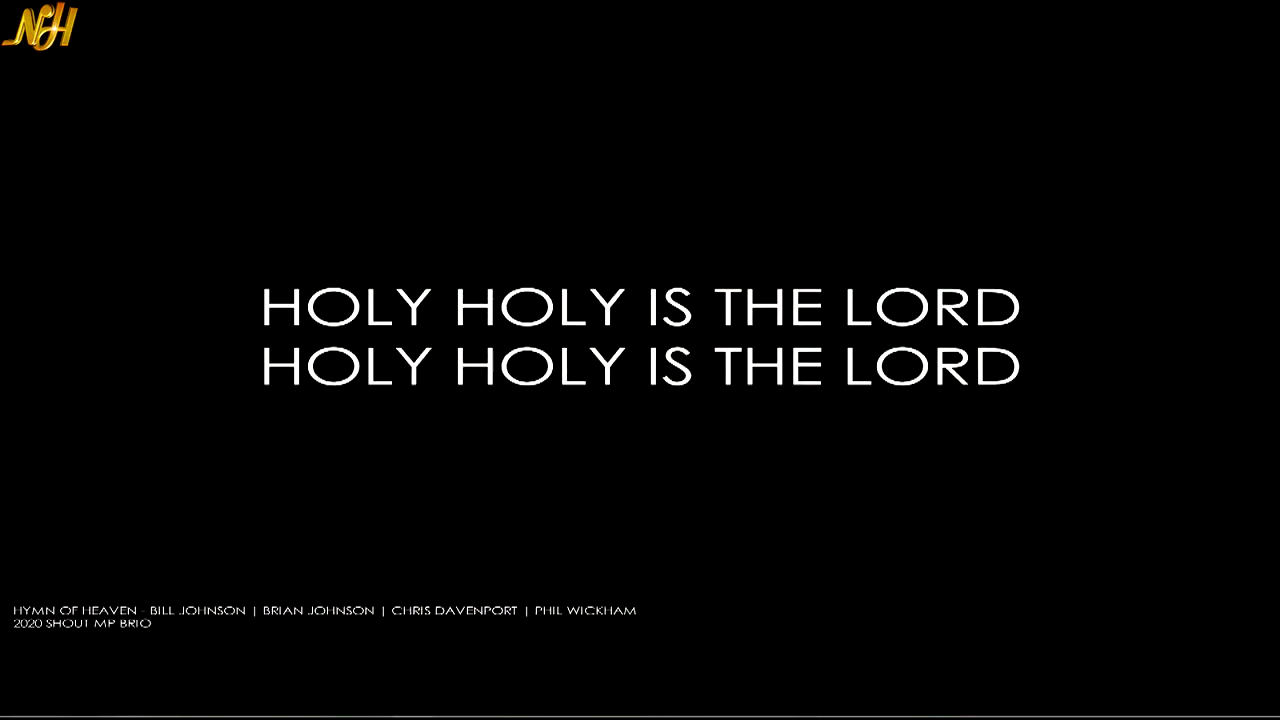 NH
HOLY HOLY IS THE LORD
HOLY HOLY IS THE LORD
HYMN OF HEAVEN - BILL JOHNSON | BRIAN JOHNSON | CHRIS DAVENPORT | PHIL WICKHAM
2020 SHOUT MP BRIO